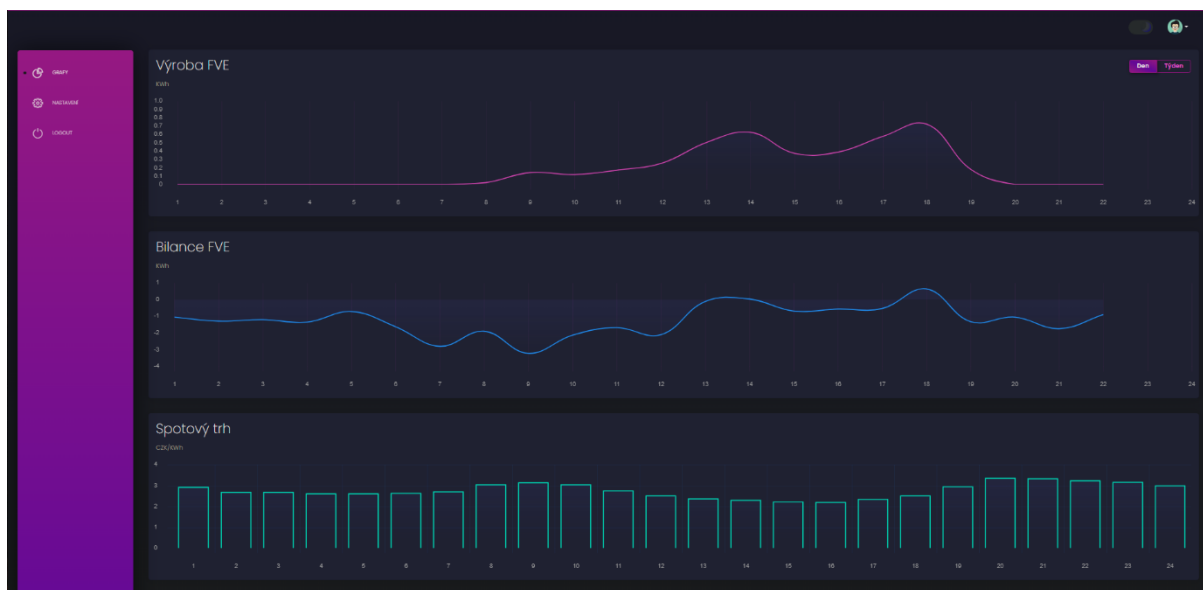 GRAFY
NASTAVENÍ
LOGOUT
Výroba FVE
Den Týden
KWh
1.0
0.9
0.8
0.7
0.6
0.5
0.4
0.3
0.2
0.1
0
1 2 3 4 5 6 7 8 9 10 11 12 13 14 15 16 17 18 19 20 21 22 23 24
Bilance FVE
KWh
1
0
-1
-2
-3
-4
1 2 3 4 5 6 7 8 9 10 11 12 13 14 15 16 17 18 19 20 21 22 23 24
Spotový trh
CZK/KWh
4
3
2
1
0
1 2 3 4 5 6 7 8 9 10 11 12 13 14 15 16 17 18 19 20 21 22 23 24